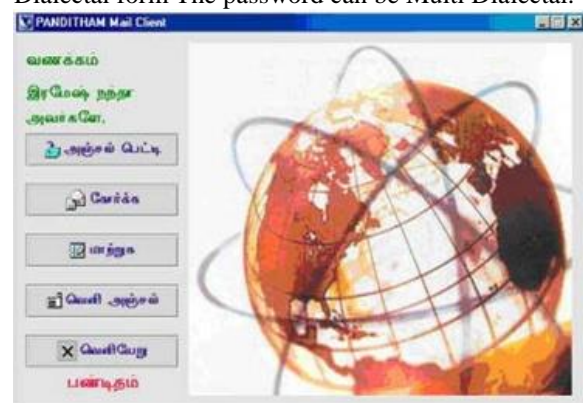 Dialectal form The password can be Multi Dialectal.
PANDITHAM Mail Client
வணக்கம்
இரமேஷ் நந்தா
அவர்களே,
அஞ்சல் பெட்டி
சேர்க்க
மாற்றுக
வெளி அஞ்சல்
வெளியேறு
பண்டிதம்